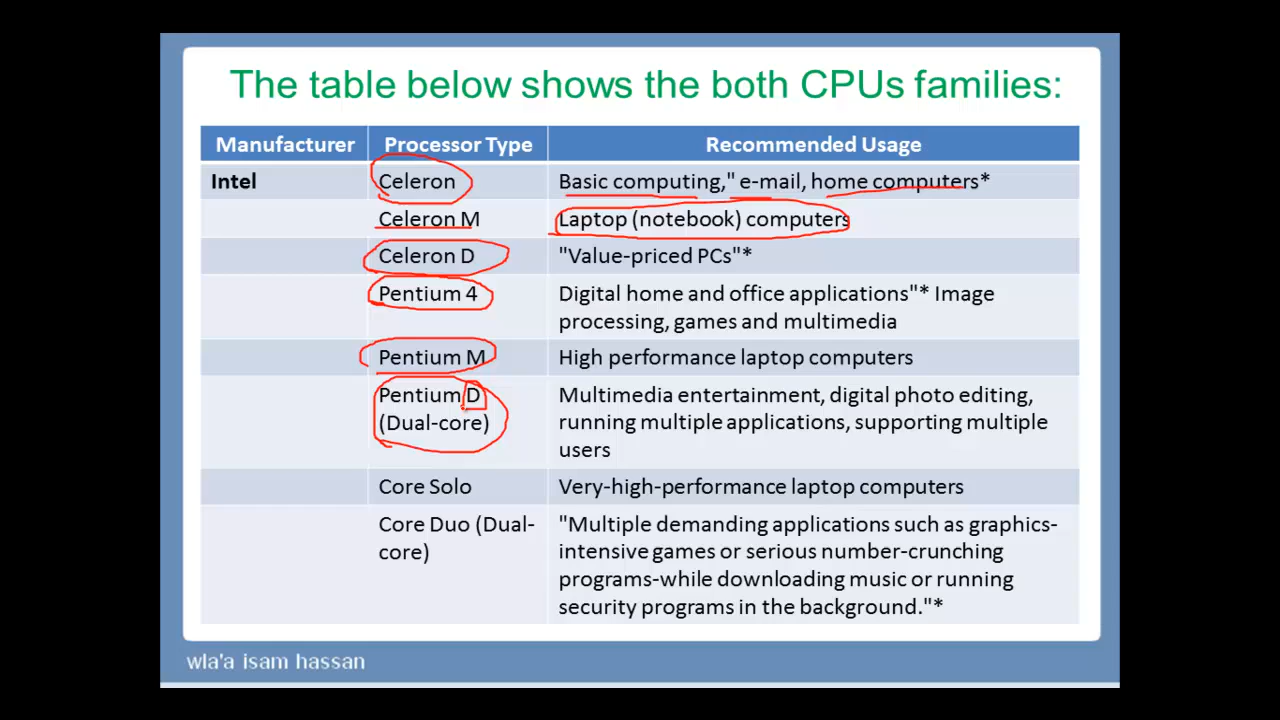 The table below shows the both CPUs families:
Manufacturer Processor Type Recommended Usage
Intel Celeron Basic computing," e-mail, home computers*
Celeron M Laptop (notebook) computers
Celeron D "Value-priced PCs"*
Pentium 4 Digital home and office applications"* Image
processing, games and multimedia
Pentium M High performance laptop computers
Pentium D Multimedia entertainment, digital photo editing,
(Dual-core) running multiple applications, supporting multiple
users
Core Solo Very-high-performance laptop computers
Core Duo (Dual- "Multiple demanding applications such as graphics-
core) intensive games or serious number-crunching
programs-while downloading music or running
security programs in the background."*
wla'a isam hassan